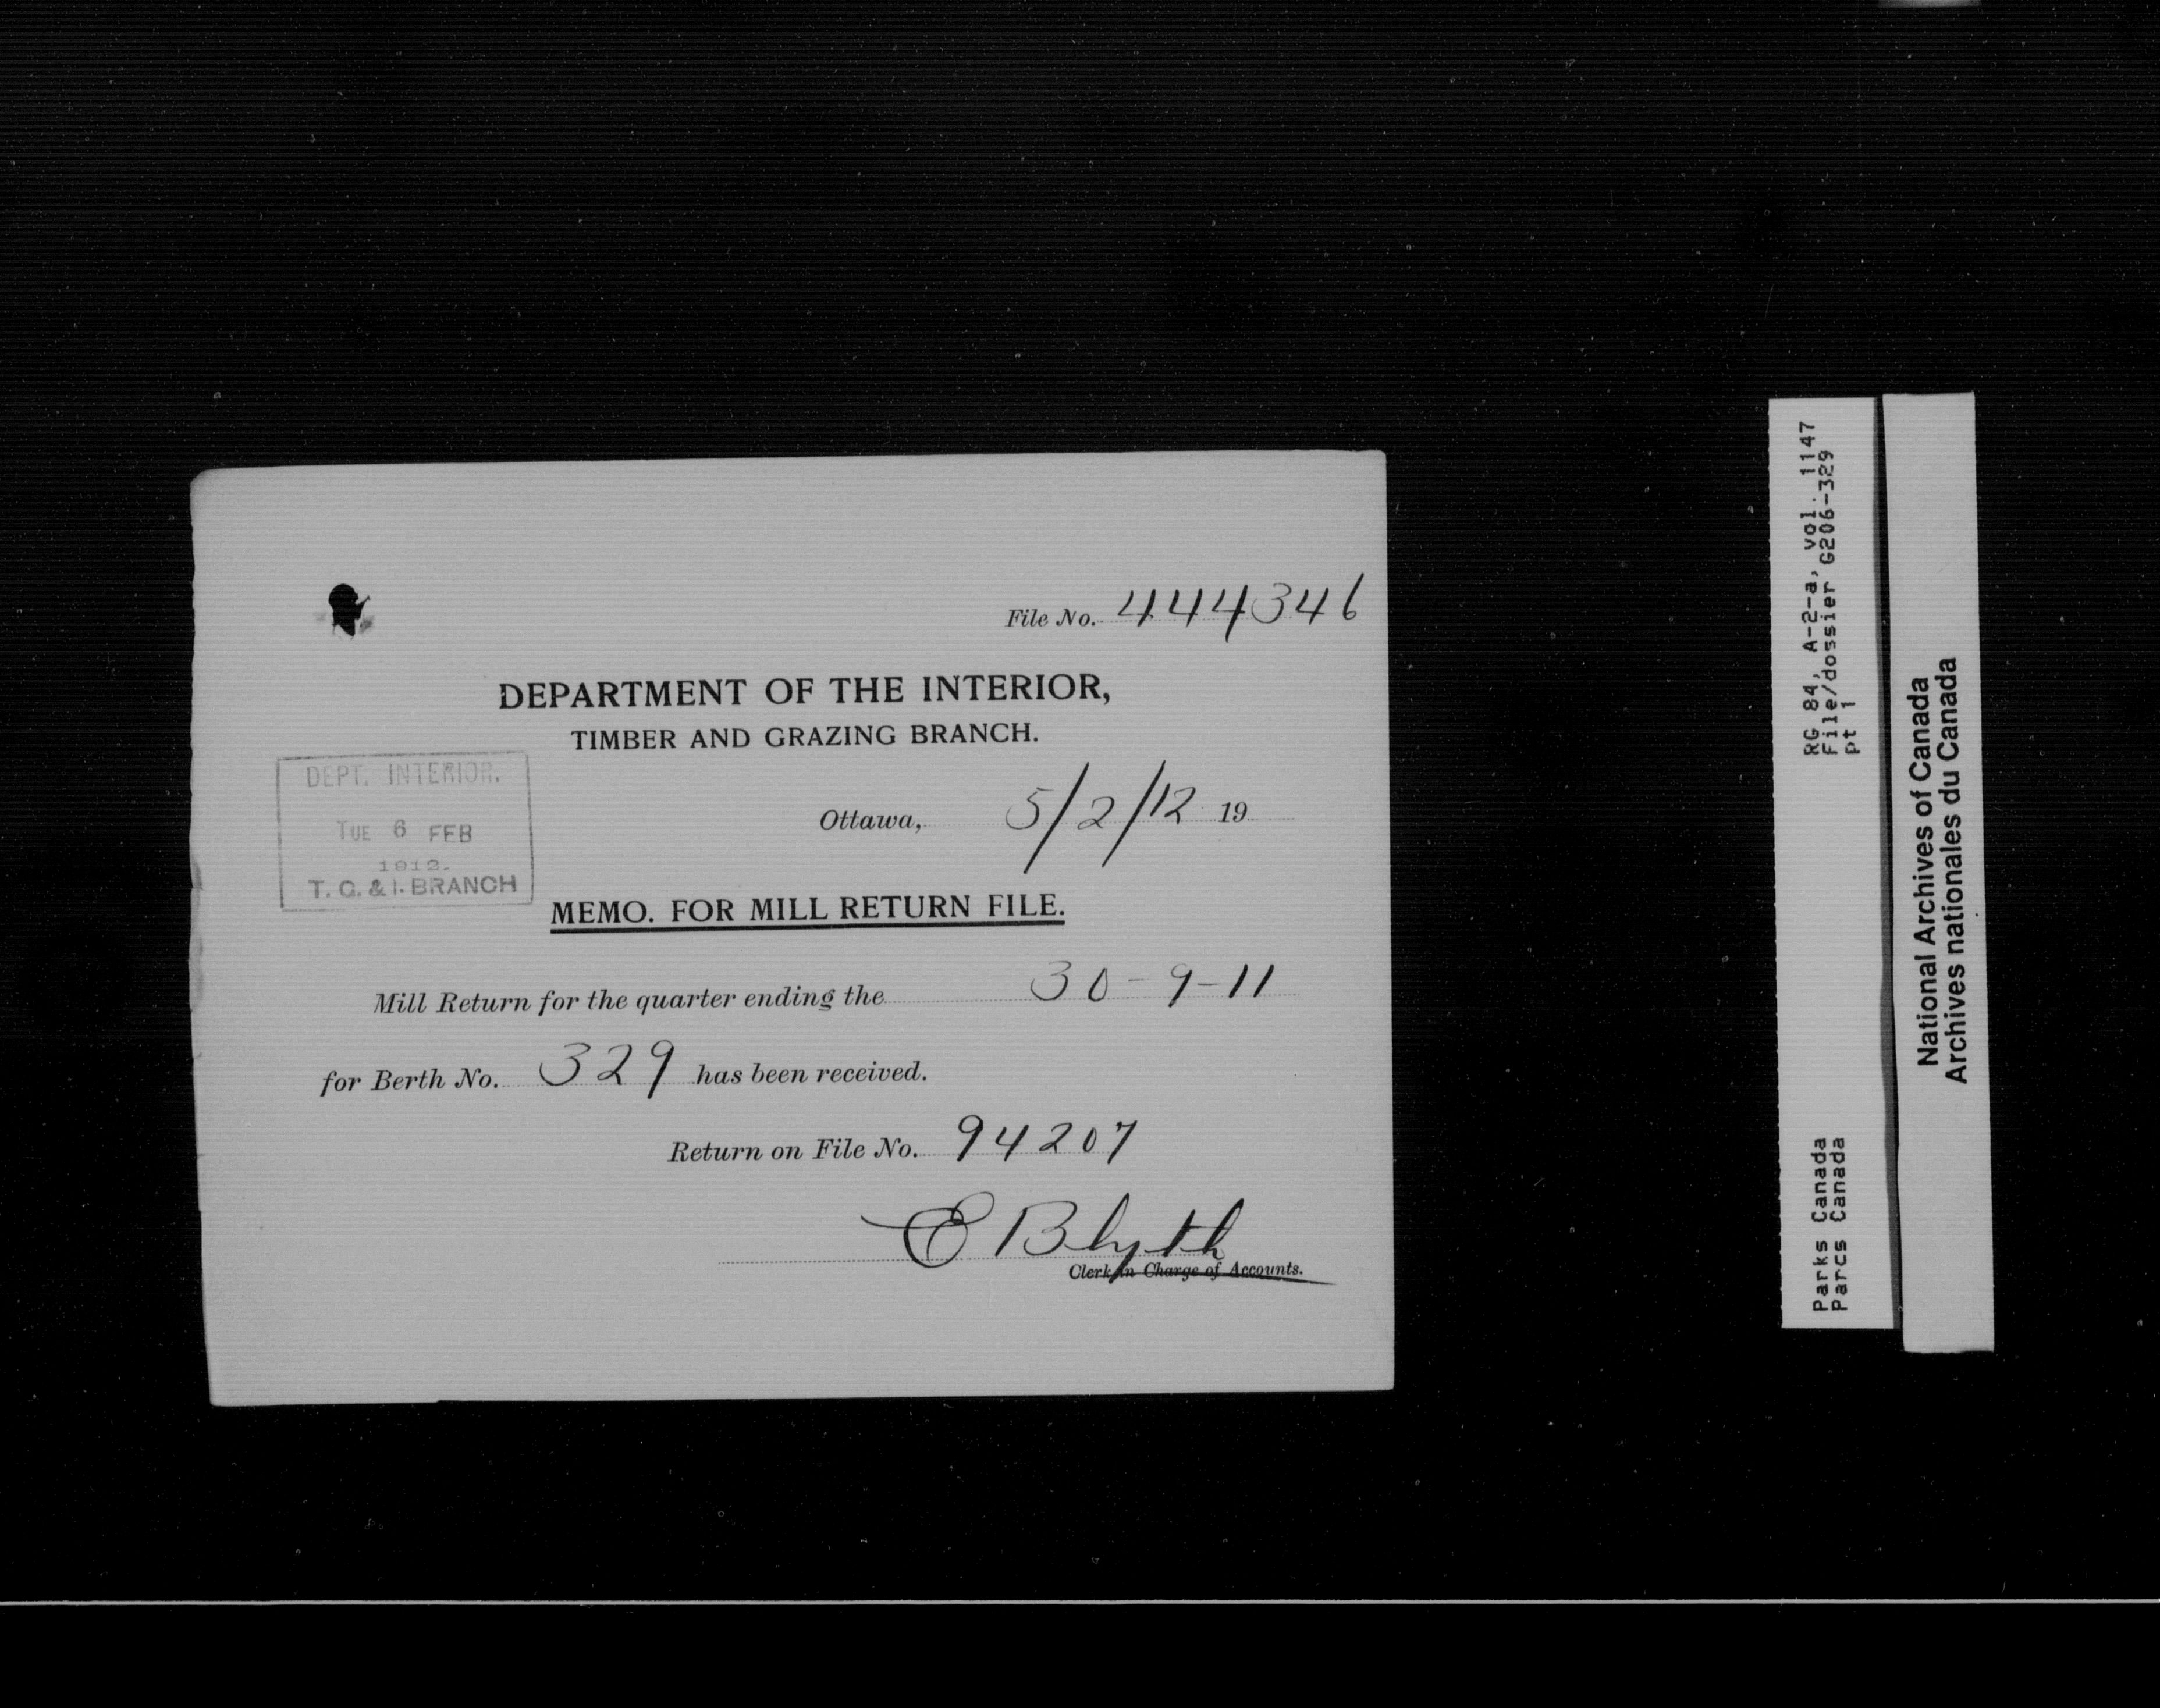 File No. 444346
DEPARTMENT OF THE INTERIOR,
TIMBER AND GRAZING BRANCH.
DEPT. INTERIOR.
TUE 6 FEB
1912.
T. G. & I. BRANCH
Ottawa, 5/2/12 19
MEMO. FOR MILL RETURN FILE.
Mill Return for the quarter ending the 30-9-11
for Berth No. 329 has been received.
Return on File No. 94207
E Blyth
Clerk in Charge of Accounts.
RG 84, A-2-a, vol. 1147
File/dossier G206-329
pt 1
Parks Canada
Parcs Canada
National Archives of Canada
Archives nationales du Canada